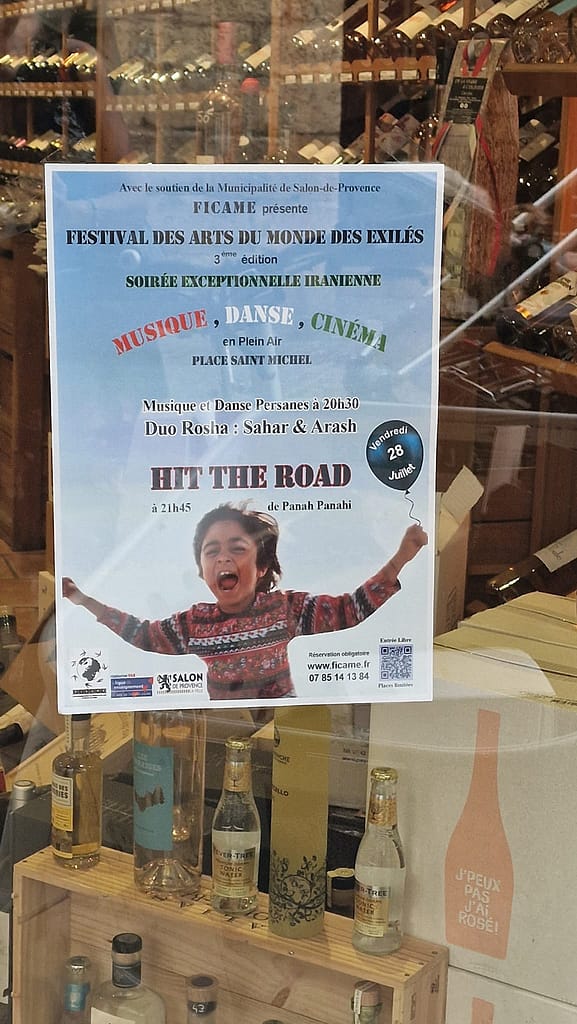 Avec le soutien de la Municipalité de Salon-de-Provence
FICAME présente
FESTIVAL DES ARTS DU MONDE DES EXILÉS
3ème édition
SOIRÉE EXCEPTIONNELLE IRANIENNE
MUSIQUE, DANSE, CINÉMA
en Plein Air
PLACE SAINT MICHEL
Musique et Danse Persanes à 20h30
Duo Rosha : Sahar & Arash
Vendredi
28
Juillet
HIT THE ROAD
à 21h45
de Panah Panahi
Réservation obligatoire
www.ficame.fr
07 85 14 13 84
Entrée Libre
Places limitées
SALON
DE PROVENCE
TONIC
WATER
J'PEUX
PAS
J'AI
ROSÉ!